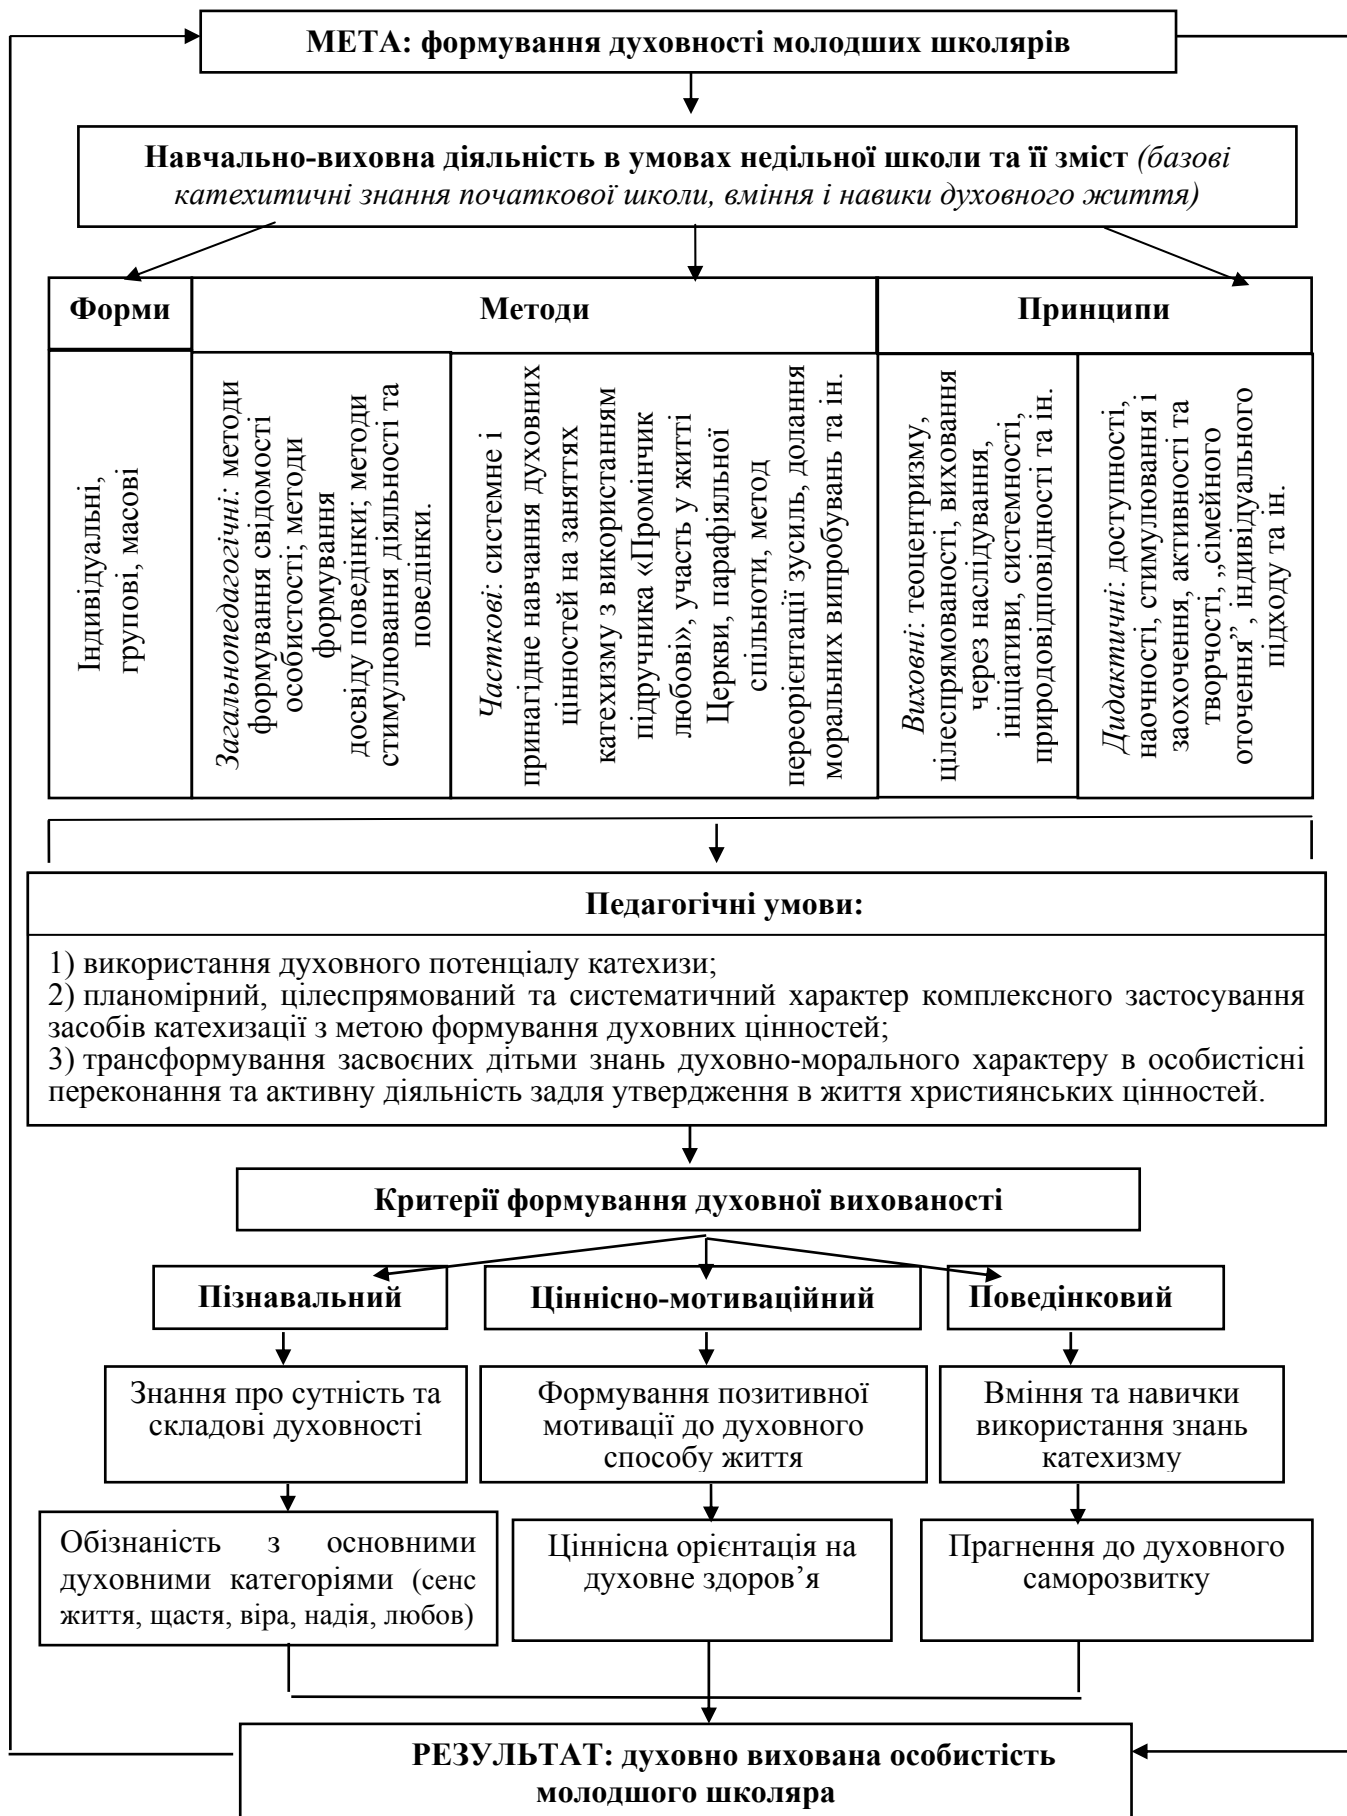 МЕТА: формування духовності молодших школярів
Навчально-виховна діяльність в умовах недільної школи та її зміст (базові
катехитичні знання початкової школи, вміння і навики духовного життя)
Форми
Методи
Принципи
Індивідуальні,
групові, масові
Загальнопедагогічні: методи
формування свідомості
особистості; методи
формування
досвіду поведінки; методи
стимулювання діяльності та
поведінки.
Часткові: системне і
принагідне навчання духовних
цінностей на заняттях
катехизму з використанням
підручника «Промінчик
любові», участь у житті
Церкви, парафіяльної
спільноти, метод
переорієнтації зусиль, долання
моральних випробувань та ін.
Виховні: теоцентризму,
цілеспрямованості, виховання
через наслідування,
ініціативи, системності,
природовідповідності та ін.
Дидактичні: доступності,
наочності, стимулювання і
заохочення, активності та
творчості, „сімейного
оточення”, індивідуального
підходу та ін.
Педагогічні умови:
1) використання духовного потенціалу катехизи;
2) планомірний, цілеспрямований та систематичний характер комплексного застосування
засобів катехизації з метою формування духовних цінностей;
3) трансформування засвоєних дітьми знань духовно-морального характеру в особистісні
переконання та активну діяльність задля утвердження в життя християнських цінностей.
Критерії формування духовної вихованості
Пізнавальний
Ціннісно-мотиваційний
Поведінковий
Знання про сутність та
складові духовності
Формування позитивної
мотивації до духовного
способу життя
Вміння та навички
використання знань
катехизму
Обізнаність з основними
духовними категоріями (сенс
життя, щастя, віра, надія, любов)
Ціннісна орієнтація на
духовне здоров’я
Прагнення до духовного
саморозвитку
РЕЗУЛЬТАТ: духовно вихована особистість
молодшого школяра